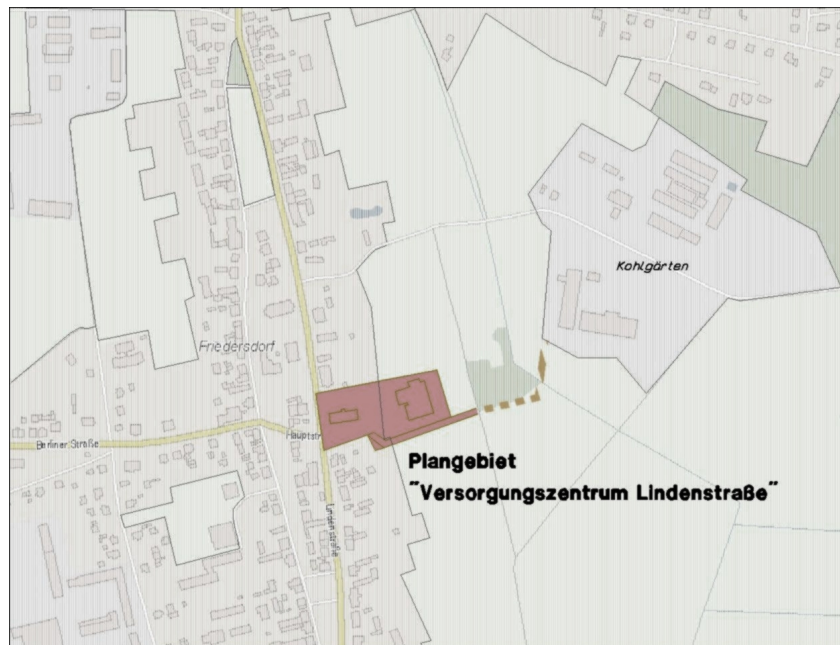 Kohlgärten
Friedersdorf
Hauptstr
Berliner Straße
Plangebiet
"Versorgungszentrum Lindenstraße"
Lindenstraße